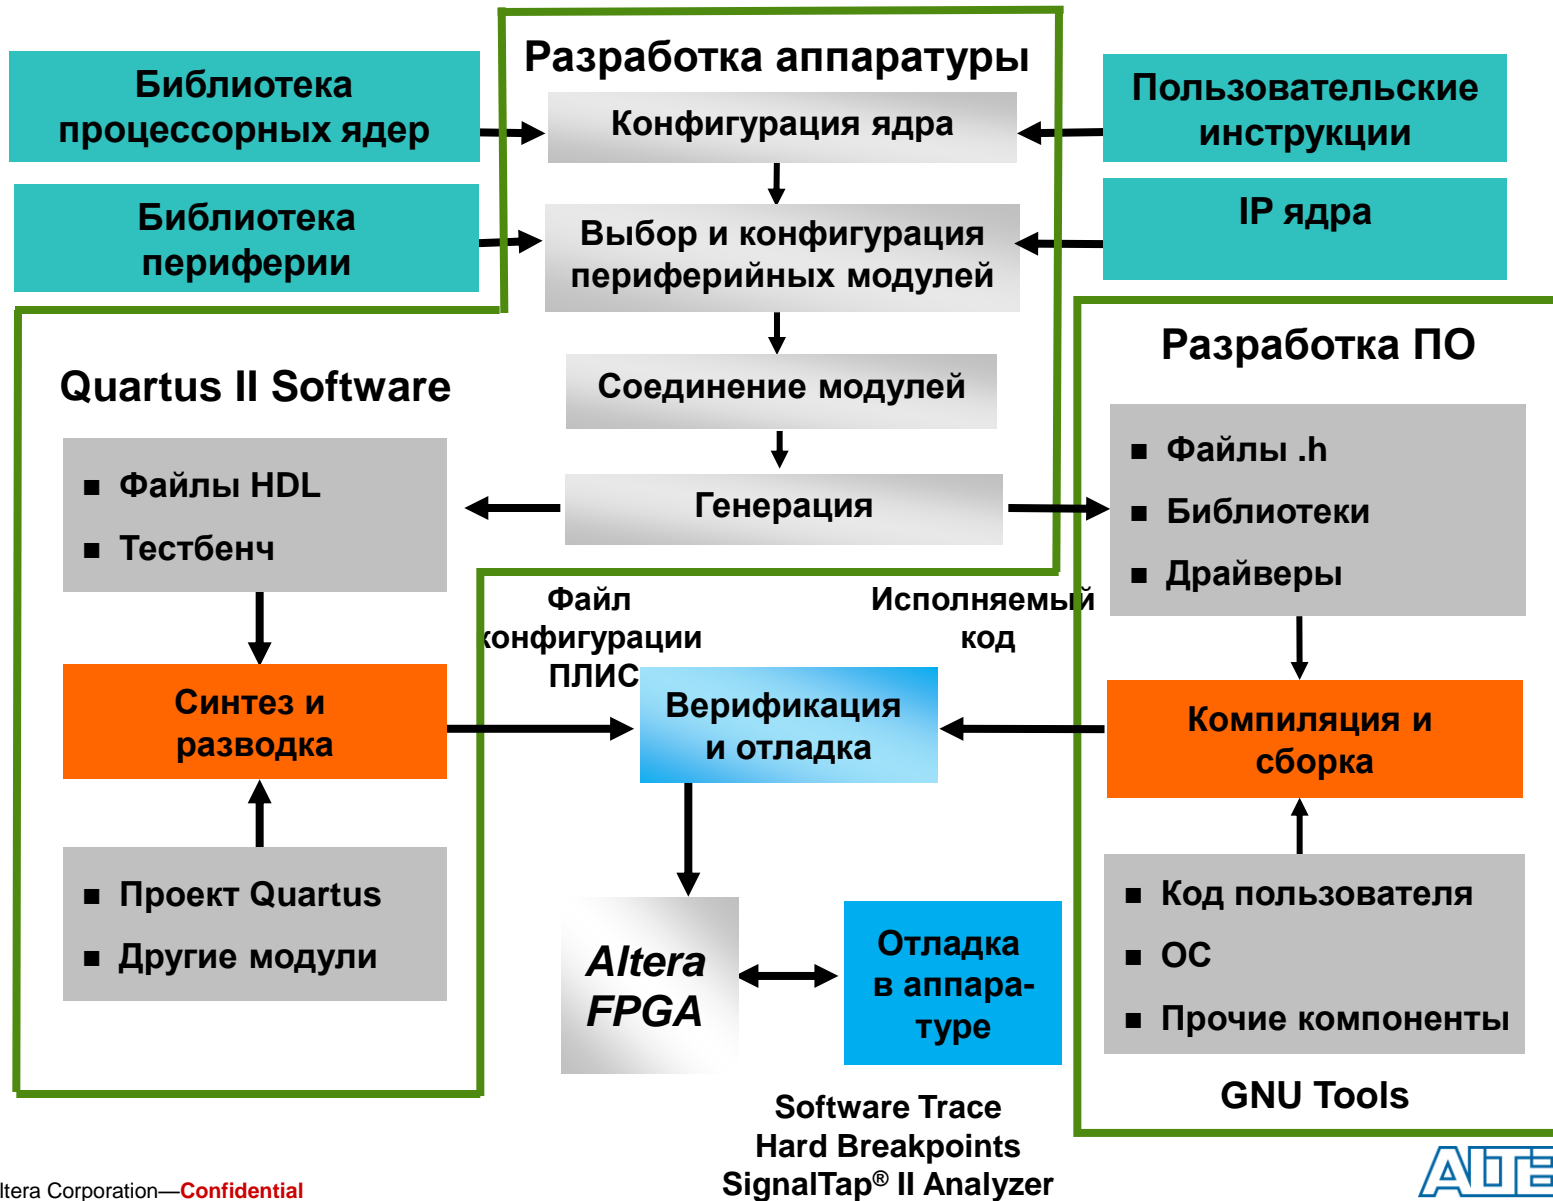 Разработка аппаратуры
Библиотека
процессорных ядер
Конфигурация ядра
Пользовательские
инструкции
Библиотека
периферии
Выбор и конфигурация
периферийных модулей
IP ядра
Соединение модулей
Генерация
Quartus II Software
■ Файлы HDL
■ Тестбенч
Синтез и
разводка
■ Проект Quartus
■ Другие модули
Разработка ПО
■ Файлы .h
■ Библиотеки
■ Драйверы
Компиляция и
сборка
■ Код пользователя
■ ОС
■ Прочие компоненты
GNU Tools
Файл
конфигурации
ПЛИС
Исполняемый
код
Верификация
и отладка
Altera
FPGA
Отладка
в аппара-
туре
Software Trace
Hard Breakpoints
SignalTap® II Analyzer
ltera Corporation—Confidential